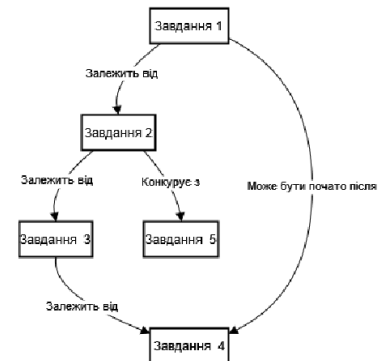 Завдання 1
Залежить від
Завдання 2
Залежить від
Конкурує з
Може бути почато після
Завдання 3
Завдання 5
Залежить від
Завдання 4